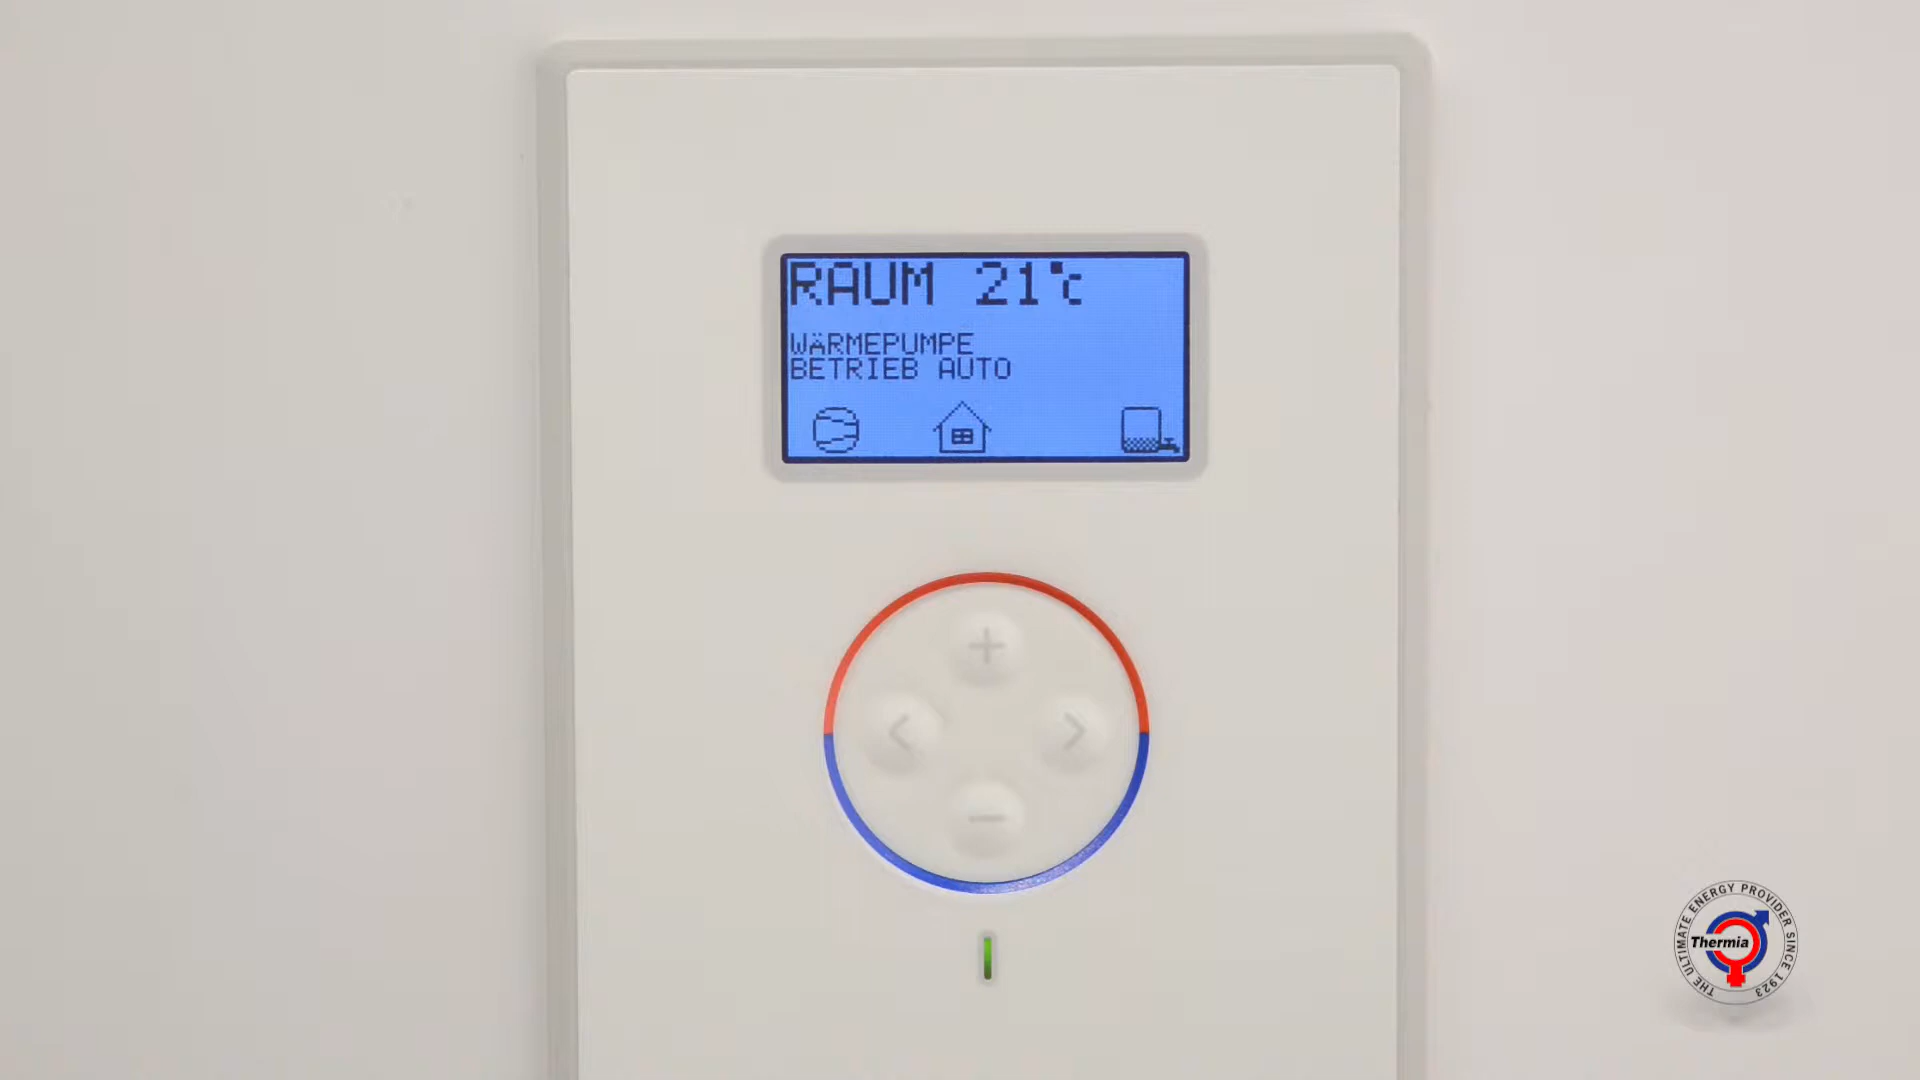 RAUM 21°C
WÄRMEPUMPE
BETRIEB AUTO
THE ULTIMATE ENERGY PROVIDER SINCE 1923
Thermia